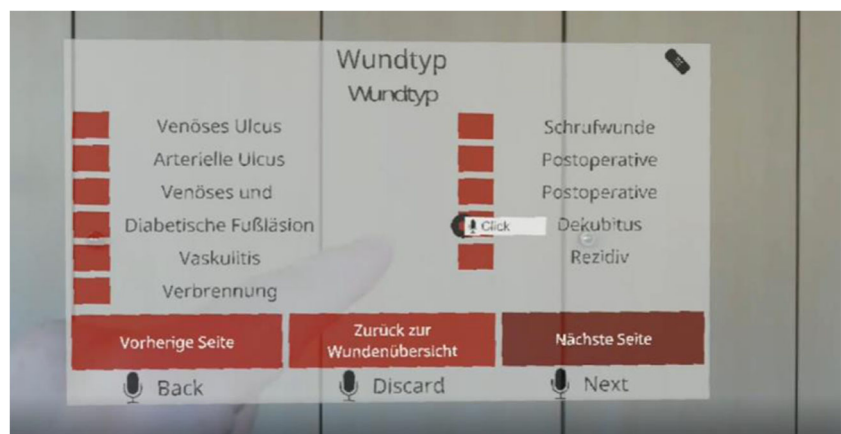 Wundtyp
Wundtyp
Venöses Ulcus
Arterielle Ulcus
Venöses und
Diabetische Fußläsion
Vaskulitis
Verbrennung
Schrufwunde
Postoperative
Postoperative
Click
Dekubitus
Rezidiv
Vorherige Seite
Zurück zur
Wundenübersicht
Nächste Seite
Back
Discard
Next